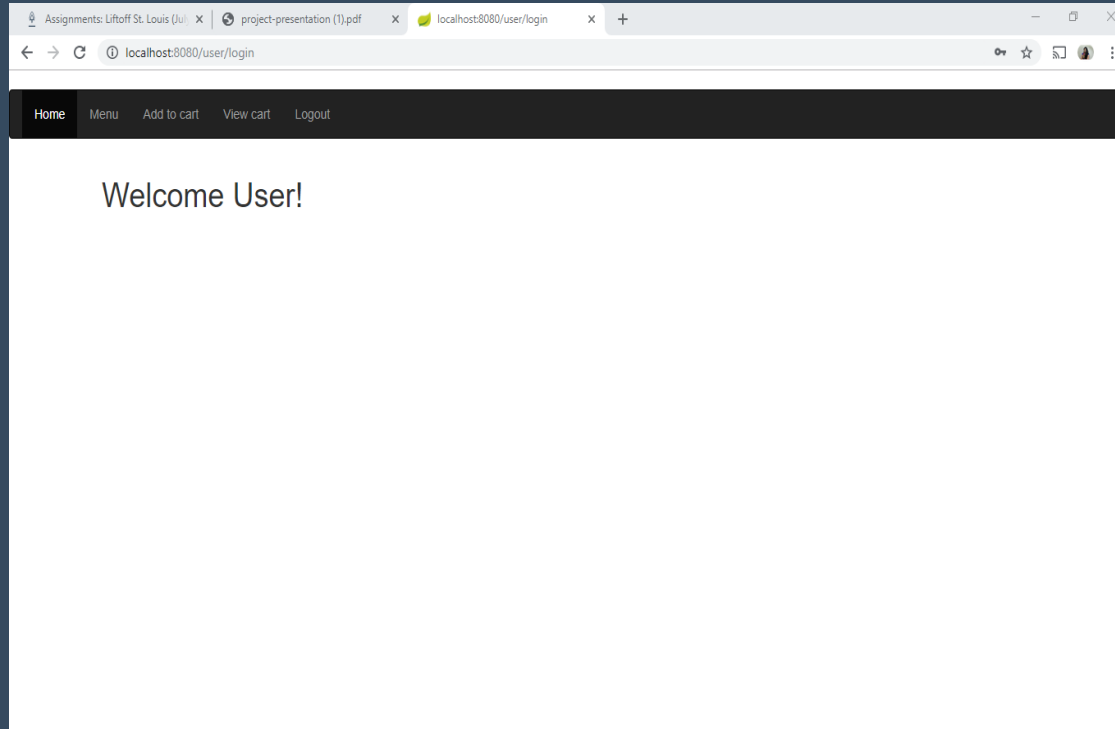 Assignments: Liftoff St. Louis (Jul
project-presentation (1).pdf
localhost:8080/user/login
localhost:8080/user/login
Home Menu Add to cart View cart Logout
Welcome User!